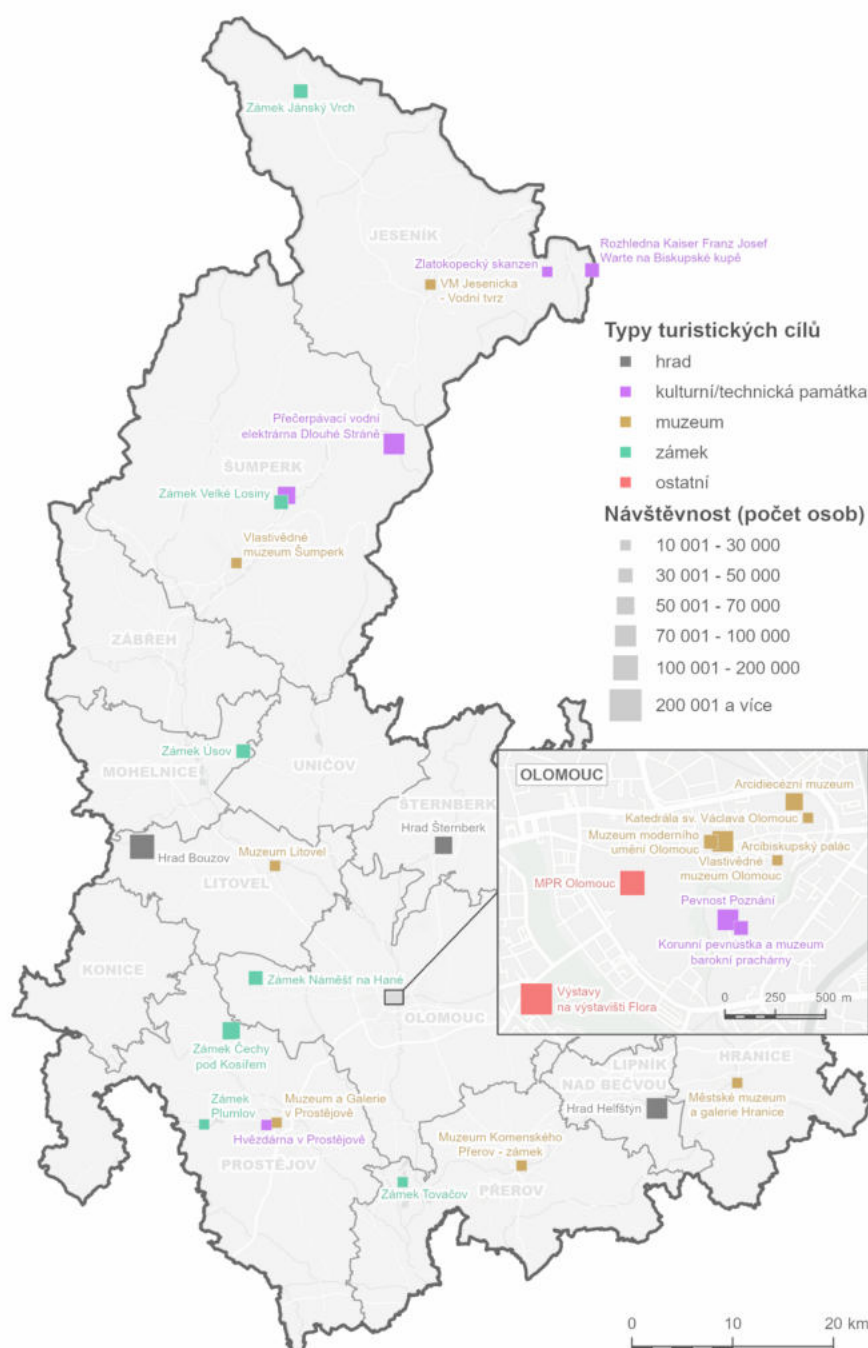 Zámek Jánský Vrch
JESENÍK
Rozhledna Kaiser Franz Josef
Warte na Biskupské kupě
Zlatokopecký skanzen
VM Jesenicka
- Vodní tvrz
Typy turistických cílů
hrad
kulturní/technická památka
muzeum
zámek
ostatní
Návštěvnost (počet osob)
10 001 - 30 000
30 001 - 50 000
50 001 - 70 000
70 001 - 100 000
100 001 - 200 000
200 001 a více
Přečerpávací vodní
elektrárna Dlouhé Stráně
ŠUMPERK
Zámek Velké Losiny
Vlastivědné
muzeum Šumperk
ZÁBŘEH
Zámek Úsov
MOHELNICE
UNIČOV
ŠTERNBERK
Hrad Šternberk
Hrad Bouzov
Muzeum Litovel
LITOVEL
KONICE
Zámek Náměšť na Hané
OLOMOUC
Zámek Čechy
pod Kosířem
Zámek
Plumlov
Muzeum a Galerie
v Prostějově
Hvězdárna v Prostějově
PROSTĚJOV
Zámek Tovačov
Muzeum Komenského
Přerov - zámek
PŘEROV
LIPNÍK
NAD BEČVOU
Hrad Helfštýn
HRANICE
Městské muzeum
a galerie Hranice
OLOMOUC
Arcidiecézní muzeum
Katedrála sv. Václava Olomouc
Muzeum moderního
umění Olomouc
Arcibiskupský palác
Vlastivědné
muzeum Olomouc
MPR Olomouc
Pevnost Poznání
Korunní pevnůstka a muzeum
barokní prachárny
Výstavy
na výstavišti Flora
0 250 500 m
0 10 20 km